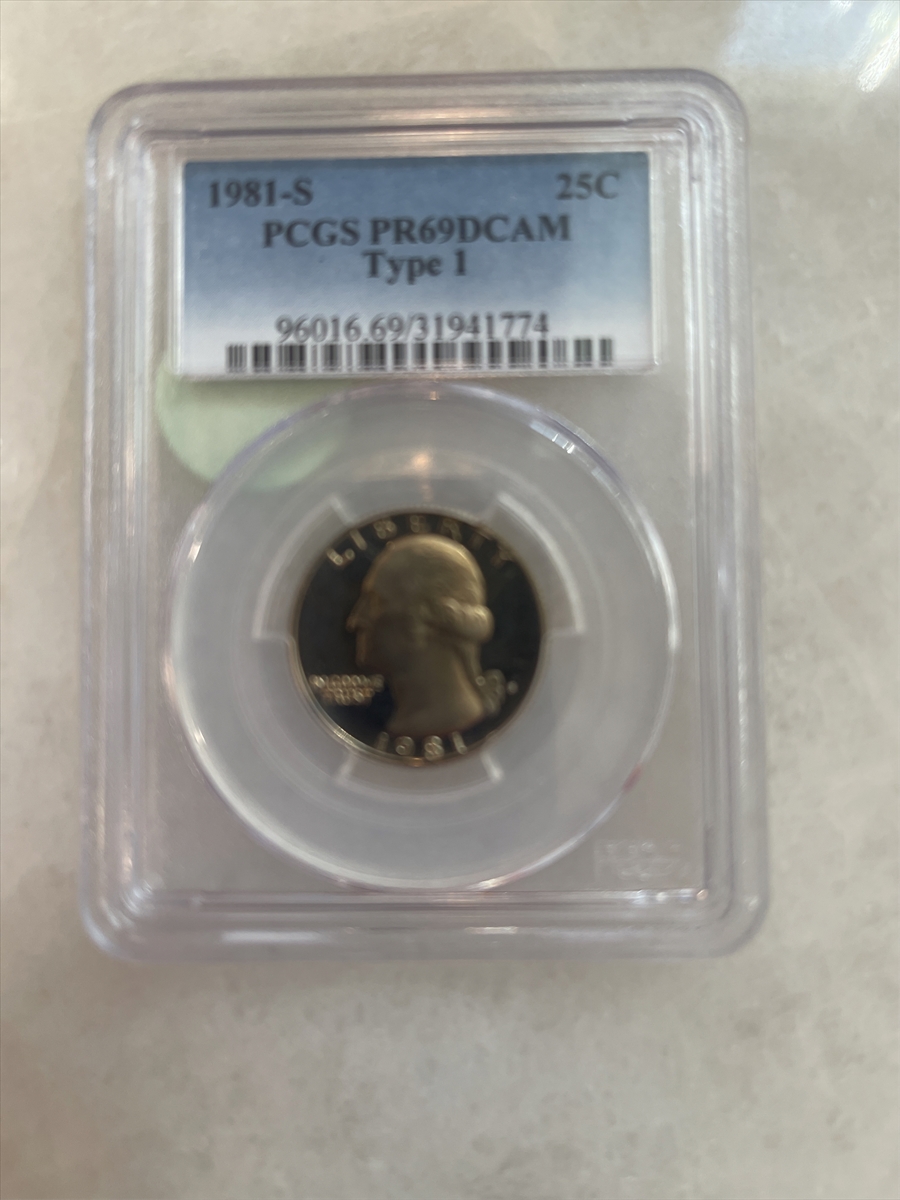 1981-S 25C
PCGS PR69DCAM
Type 1
96016.69/31941774
LIBERTY
IN GOD WE
TRUST
1981